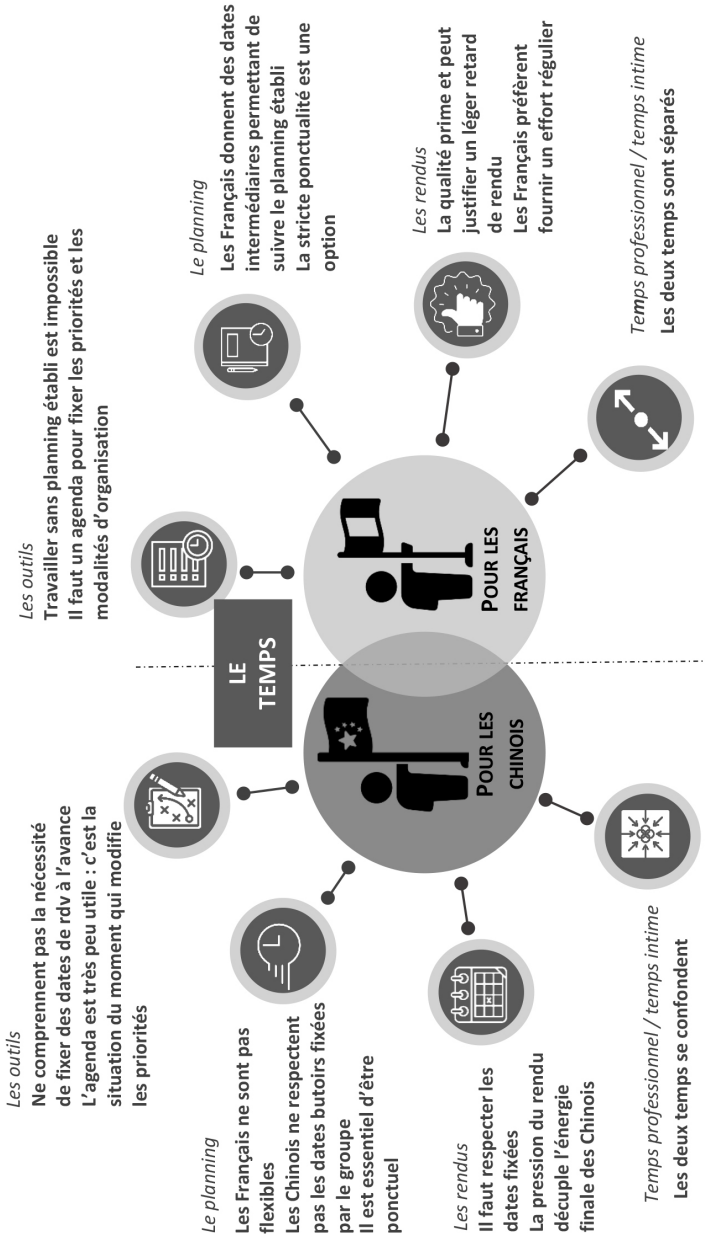 Les outils
Ne comprennent pas la nécessité
de fixer des dates de rdv à l'avance
L'agenda est très peu utile : c'est la
situation du moment qui modifie
les priorités
Le planning
Les Français ne sont pas
flexibles
Les Chinois ne respectent
pas les dates butoirs fixées
par le groupe
Il est essentiel d'être
ponctuel
Les rendus
Il faut respecter les
dates fixées
La pression du rendu
décuple l'énergie
finale des Chinois
Temps professionnel / temps intime
Les deux temps se confondent
LE
TEMPS
POUR LES
CHINOIS
POUR LES
FRANÇAIS
Les outils
Travailler sans planning établi est impossible
Il faut un agenda pour fixer les priorités et les
modalités d'organisation
Le planning
Les Français donnent des dates
intermédiaires permettant de
suivre le planning établi
La stricte ponctualité est une
option
Les rendus
La qualité prime et peut
justifier un léger retard
de rendu
Les Français préfèrent
fournir un effort régulier
Temps professionnel / temps intime
Les deux temps sont séparés